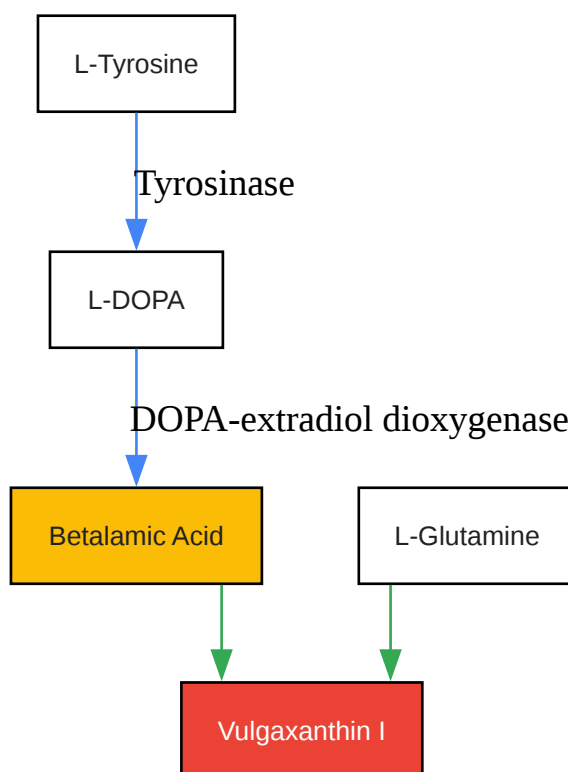 L-Tyrosine
Tyrosinase
L-DOPA
DOPA-extradiol dioxygenase
Betalamic Acid
L-Glutamine
Vulgaxanthin I